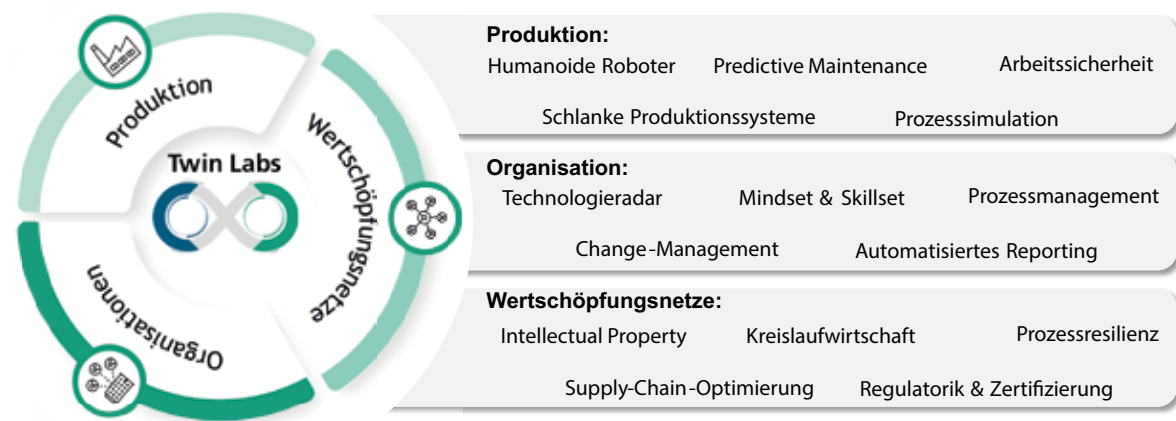 Produktion
Wertschöpfungsnetze
Twin Labs
Organisationen
Produktion:
Humanoide Roboter Predictive Maintenance Arbeitssicherheit
Schlanke Produktionssysteme Prozesssimulation
Organisation:
Technologieradar Mindset & Skillset Prozessmanagement
Change-Management Automatisiertes Reporting
Wertschöpfungsnetze:
Intellectual Property Kreislaufwirtschaft Prozessresilienz
Supply-Chain-Optimierung Regulatorik & Zertifizierung